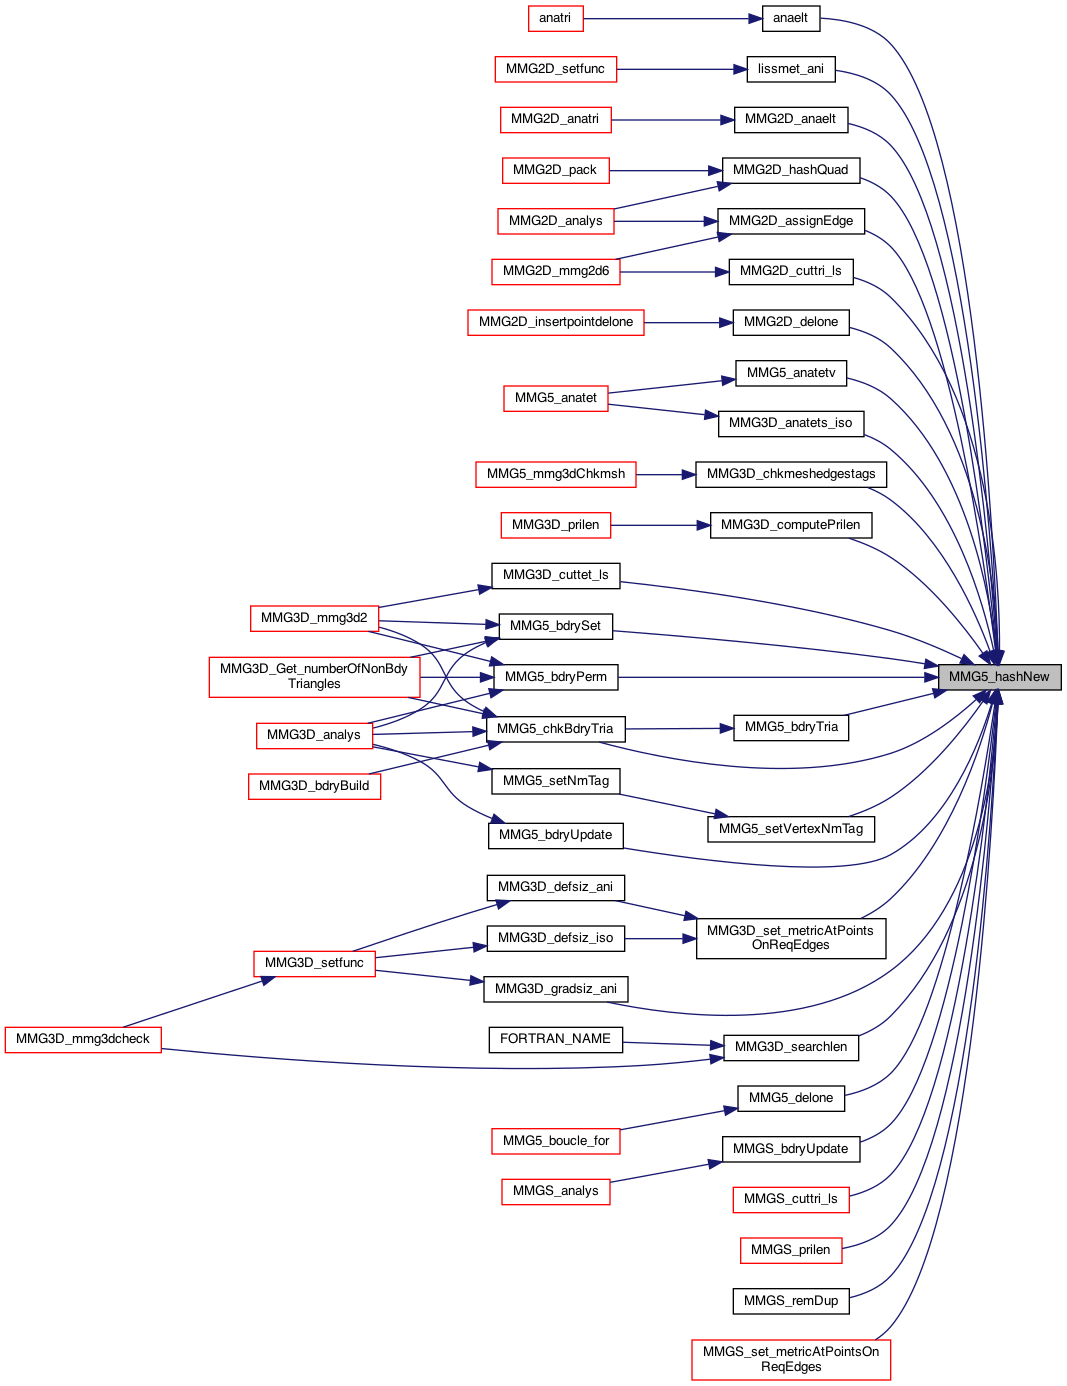 anatri
anaelt
MMG2D_setfunc
lissmet_ani
MMG2D_anatri
MMG2D_anaelt
MMG2D_pack
MMG2D_hashQuad
MMG2D_analys
MMG2D_assignEdge
MMG2D_mmg2d6
MMG2D_cuttri_ls
MMG2D_insertpointdelone
MMG2D_delone
MMG5_anatetv
MMG5_anatet
MMG3D_anatets_iso
MMG5_mmg3dChkmsh
MMG3D_chkmeshedgestags
MMG3D_prilen
MMG3D_computePrilen
MMG3D_cuttet_ls
MMG3D_mmg3d2
MMG5_bdrySet
MMG3D_Get_numberOfNonBdy
Triangles
MMG5_bdryPerm
MMG5_hashNew
MMG3D_analys
MMG5_chkBdryTria
MMG5_bdryTria
MMG3D_bdryBuild
MMG5_setNmTag
MMG5_bdryUpdate
MMG5_setVertexNmTag
MMG3D_defsiz_ani
MMG3D_set_metricAtPoints
OnReqEdges
MMG3D_defsiz_iso
MMG3D_setfunc
MMG3D_gradsiz_ani
MMG3D_mmg3dcheck
FORTRAN_NAME
MMG3D_searchlen
MMG5_delone
MMG5_boucle_for
MMGS_bdryUpdate
MMGS_analys
MMGS_cuttri_ls
MMGS_prilen
MMGS_remDup
MMGS_set_metricAtPointsOn
ReqEdges